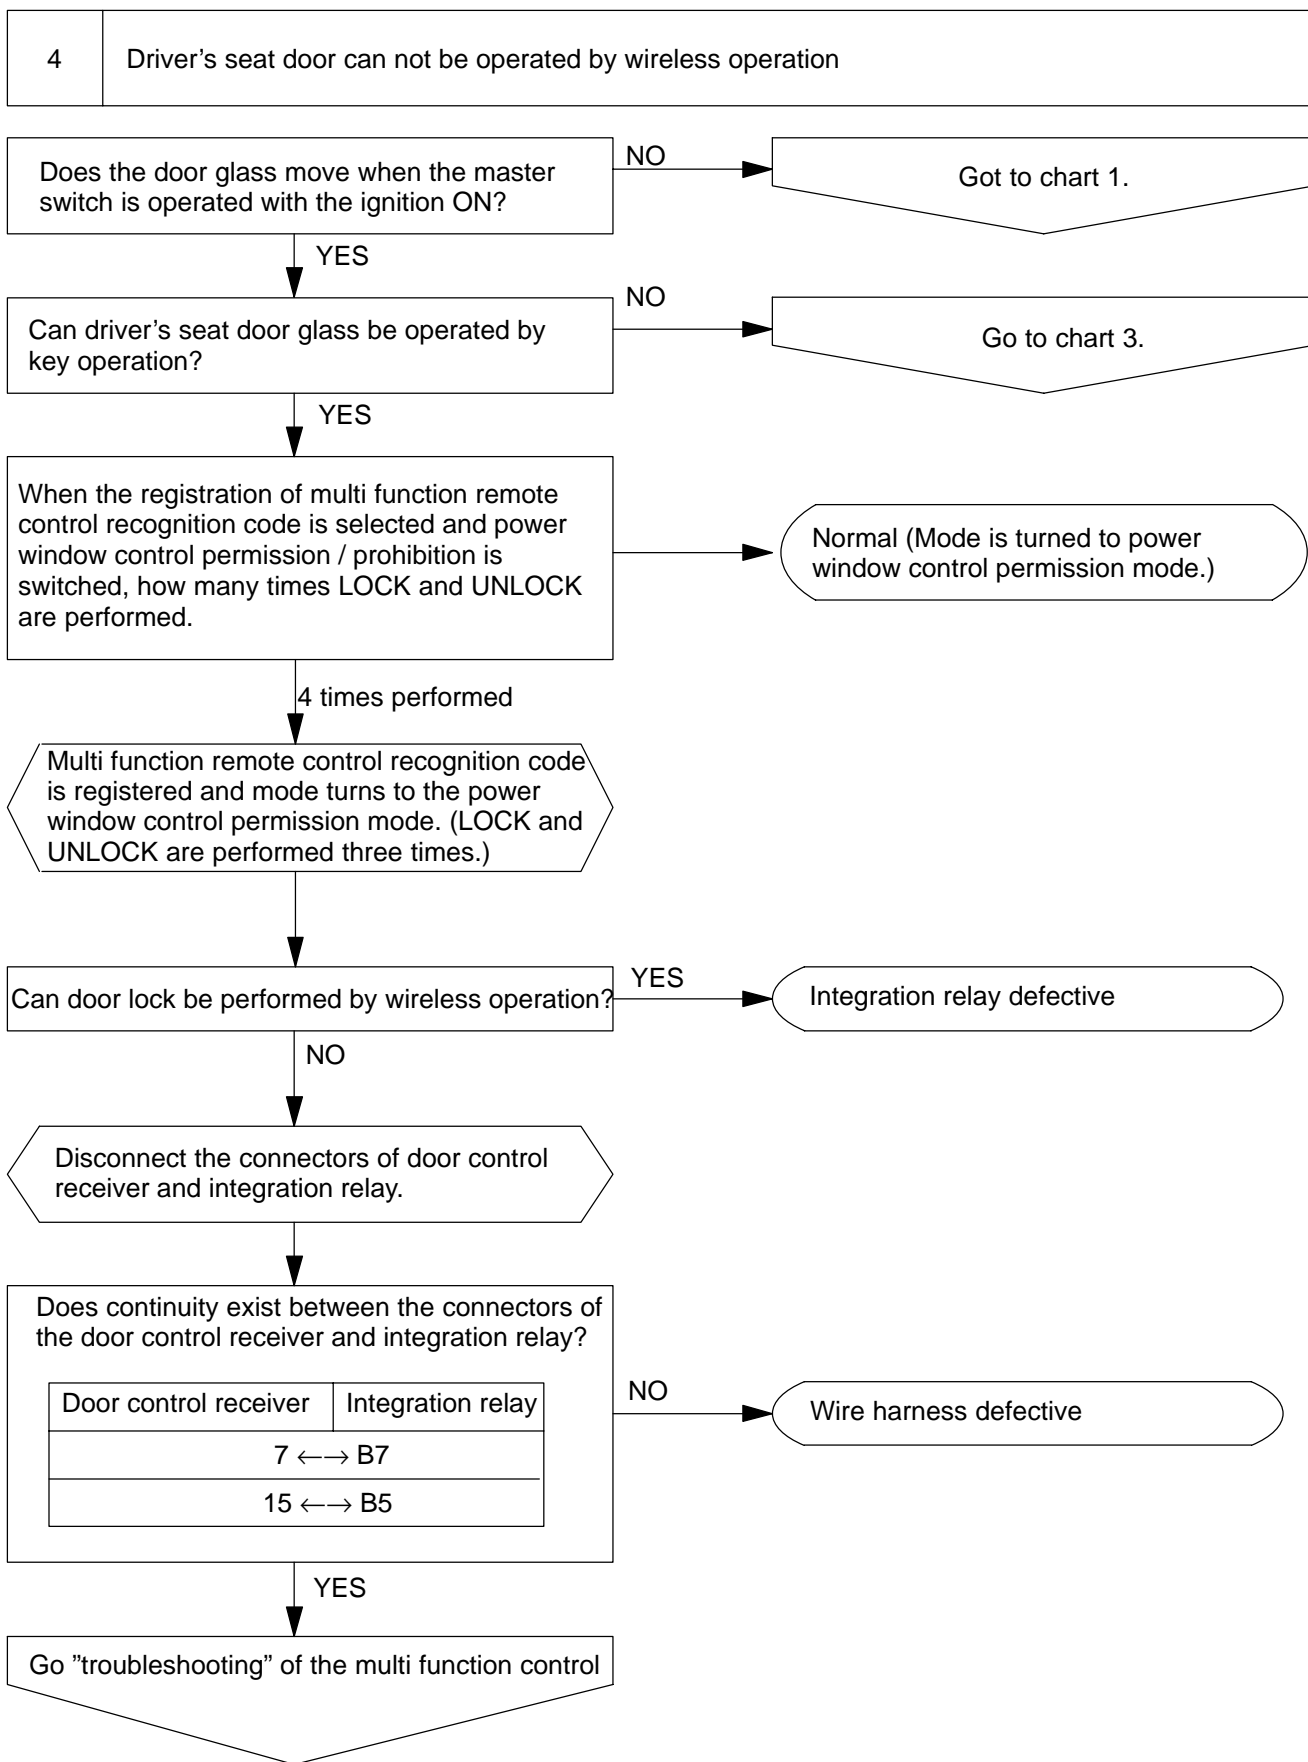 4 Driver’s seat door can not be operated by wireless operation
Does the door glass move when the master
switch is operated with the ignition ON?
NO
Got to chart 1.
YES
Can driver’s seat door glass be operated by
key operation?
NO
Go to chart 3.
YES
When the registration of multi function remote
control recognition code is selected and power
window control permission / prohibition is
switched, how many times LOCK and UNLOCK
are performed.
Normal (Mode is turned to power
window control permission mode.)
4 times performed
Multi function remote control recognition code
is registered and mode turns to the power
window control permission mode. (LOCK and
UNLOCK are performed three times.)
Can door lock be performed by wireless operation?
YES
Integration relay defective
NO
Disconnect the connectors of door control
receiver and integration relay.
Does continuity exist between the connectors of
the door control receiver and integration relay?
Door control receiver Integration relay
7 ←→ B7
15 ←→ B5
NO
Wire harness defective
YES
Go ”troubleshooting” of the multi function control